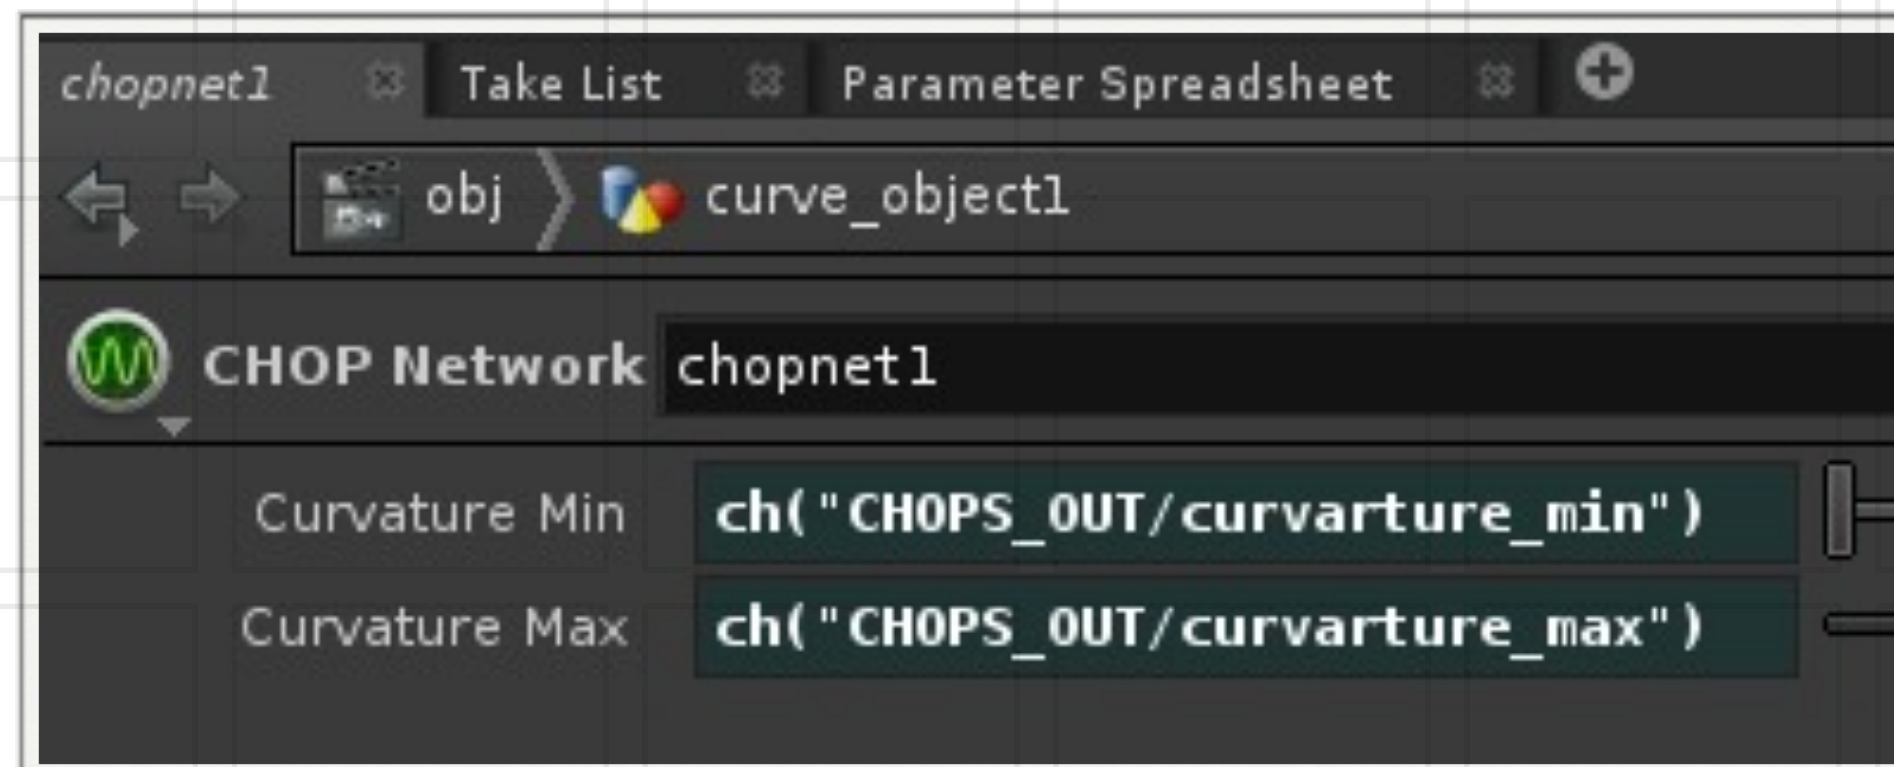 chopnet1 Take List Parameter Spreadsheet
obj curve_object1
CHOP Network chopnet1
Curvature Min ch("CHOPS_OUT/curvarture_min")
Curvature Max ch("CHOPS_OUT/curvarture_max")